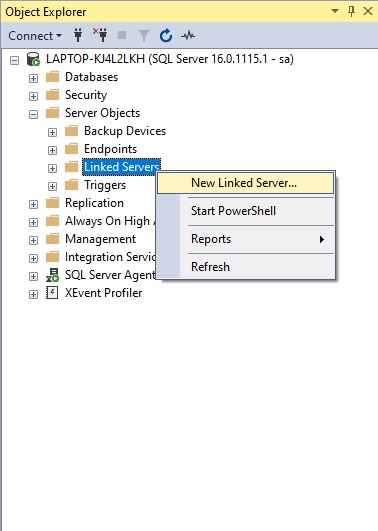 Object Explorer
Connect
LAPTOP-KJ4L2LKH (SQL Server 16.0.1115.1 - sa)
Databases
Security
Server Objects
Backup Devices
Endpoints
Linked Servers
New Linked Server...
Triggers
Start PowerShell
Replication
Always On High
Reports
Management
Integration
Refresh
SQL Server Agent
XEvent Profiler